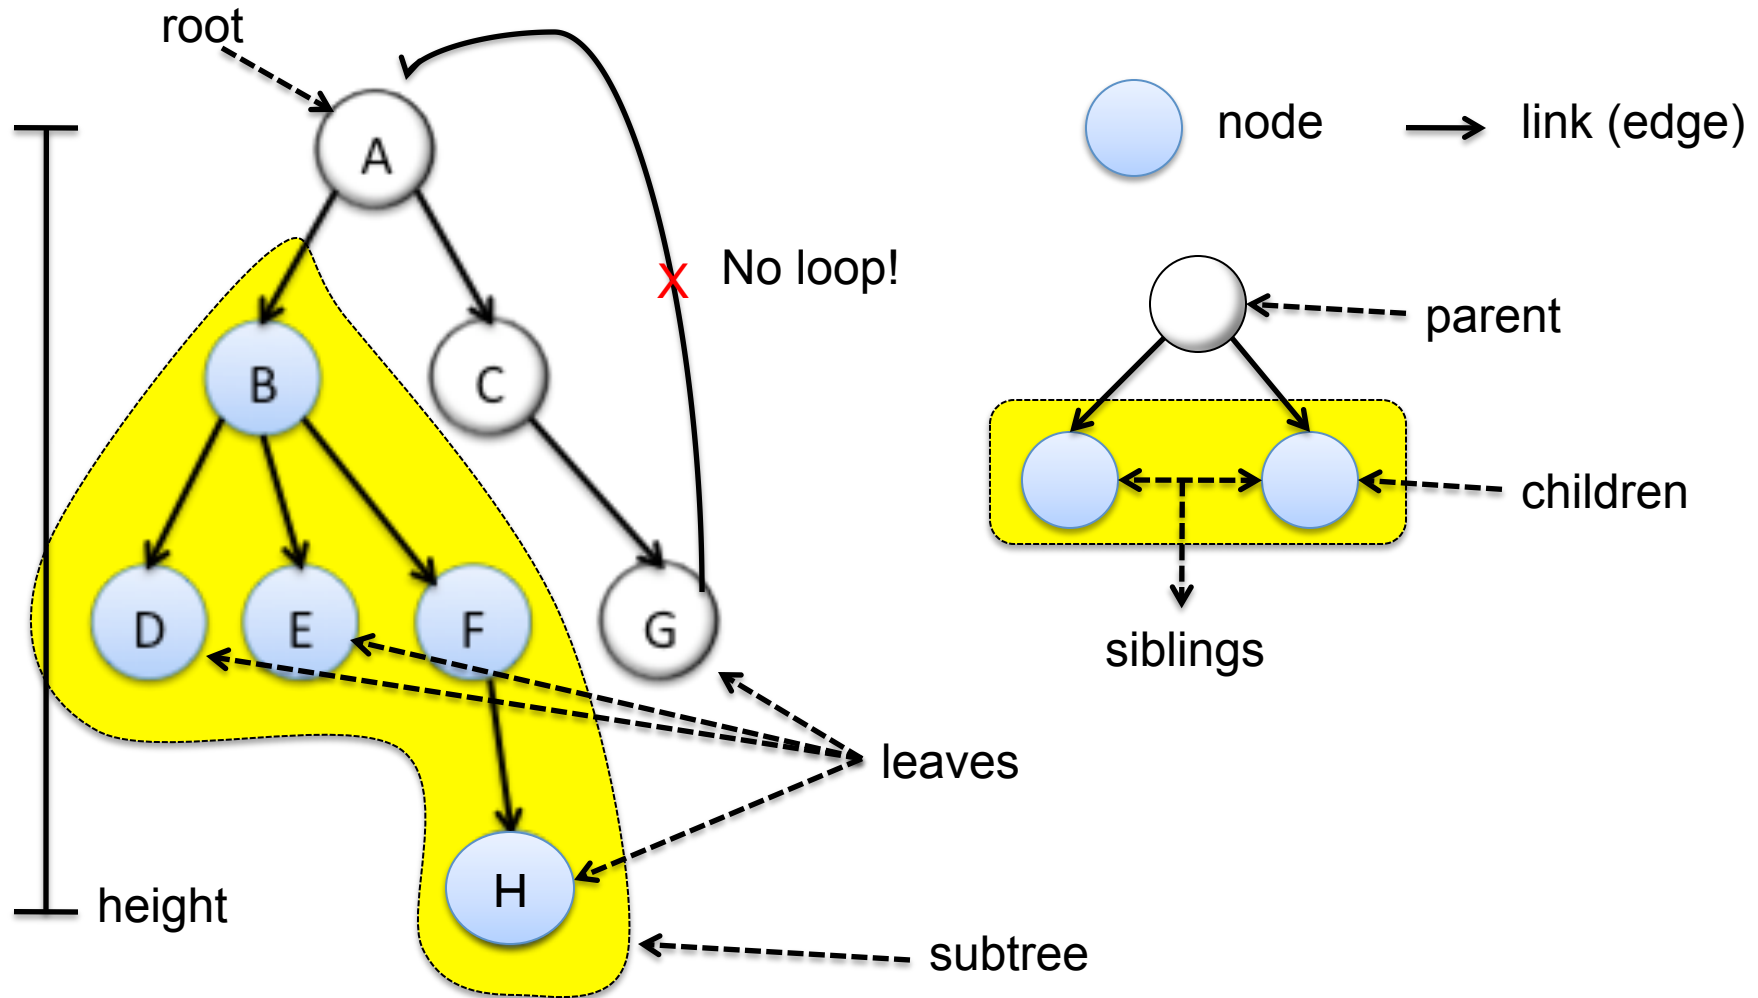 root
A
node
link (edge)
No loop!
parent
B
C
children
D
E
F
G
siblings
leaves
H
height
subtree
X